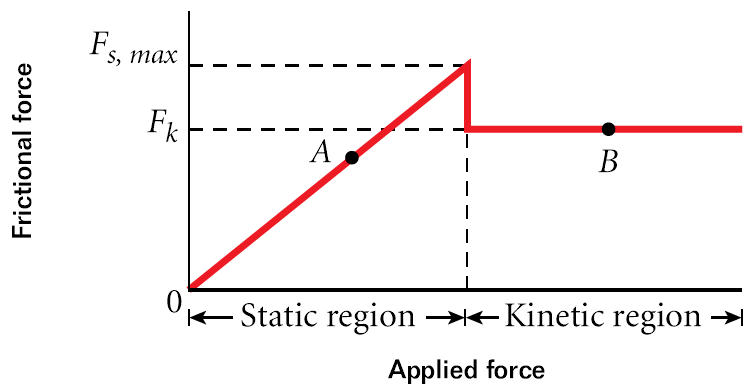 F_s, max
F_k
Frictional force
A
B
0
Static region
Kinetic region
Applied force